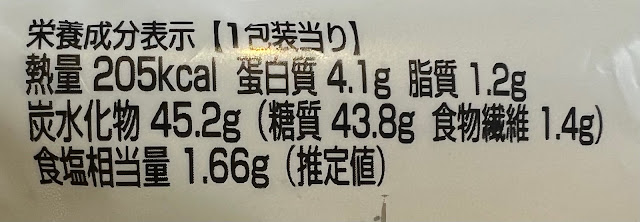 栄養成分表示【1包装当り】
熱量 205kcal 蛋白質 4.1g 脂質 1.2g
炭水化物 45.2g（糖質 43.8g 食物繊維 1.4g）
食塩相当量 1.66g（推定値）